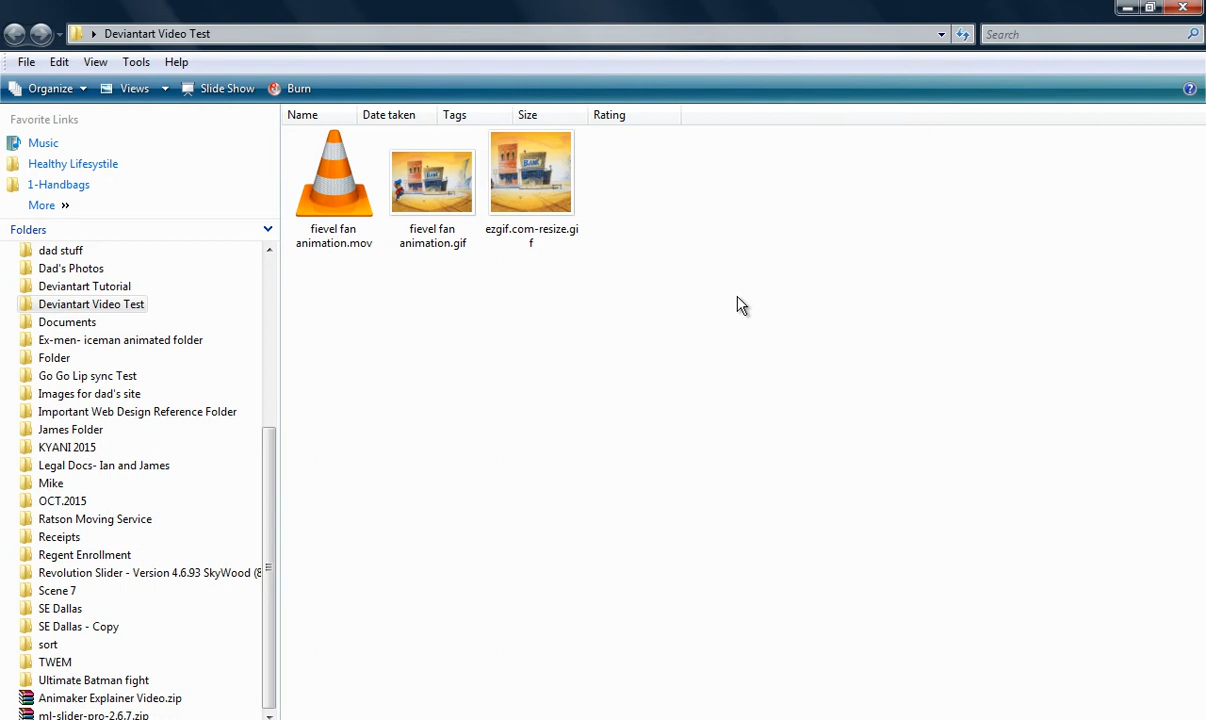 Deviantart Video Test
Search
File Edit View Tools Help
Organize Views Slide Show Burn
Favorite Links
Music
Healthy Lifesystile
1-Handbags
More
Folders
dad stuff
Dad's Photos
Deviantart Tutorial
Deviantart Video Test
Documents
Ex-men- iceman animated folder
Folder
Go Go Lip sync Test
Images for dad's site
Important Web Design Reference Folder
James Folder
KYANI 2015
Legal Docs- Ian and James
Mike
OCT.2015
Ratson Moving Service
Receipts
Regent Enrollment
Revolution Slider - Version 4.6.93 SkyWood (8
Scene 7
SE Dallas
SE Dallas - Copy
sort
TWEM
Ultimate Batman fight
Animaker Explainer Video.zip
ml-slider-pro-2.6.7.zip
Name Date taken Tags Size Rating
BANK
BANK
fievel fan
animation.mov
fievel fan
animation.gif
ezgif.com-resize.gi
f